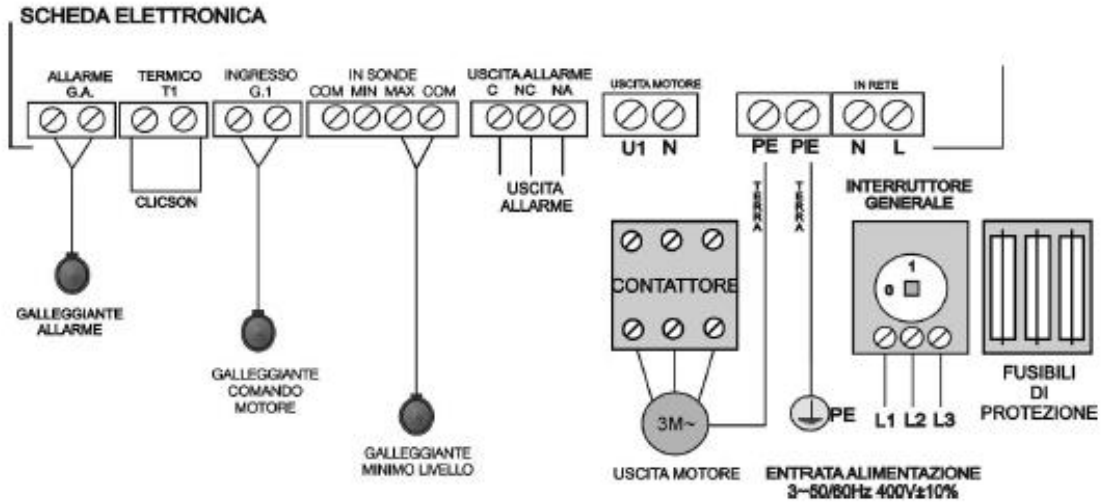 SCHEDA ELETTRONICA
ALLARME
G.A.
TERMICO
T1
INGRESSO
G.1
IN SONDE
COM MIN MAX COM
USCITA ALLARME
C NC NA
USCITA MOTORE
IN RETE
U1 N
PE PIE
N L
CLICSON
USCITA
ALLARME
TERRA
TERRA
INTERRUTTORE
GENERALE
CONTATTORE
1
0
GALLEGGIANTE
ALLARME
GALLEGGIANTE
COMANDO
MOTORE
GALLEGGIANTE
MINIMO LIVELLO
3M~
PE
L1 L2 L3
FUSIBILI
DI
PROTEZIONE
USCITA MOTORE
ENTRATA ALIMENTAZIONE
3~50/60Hz 400V±10%